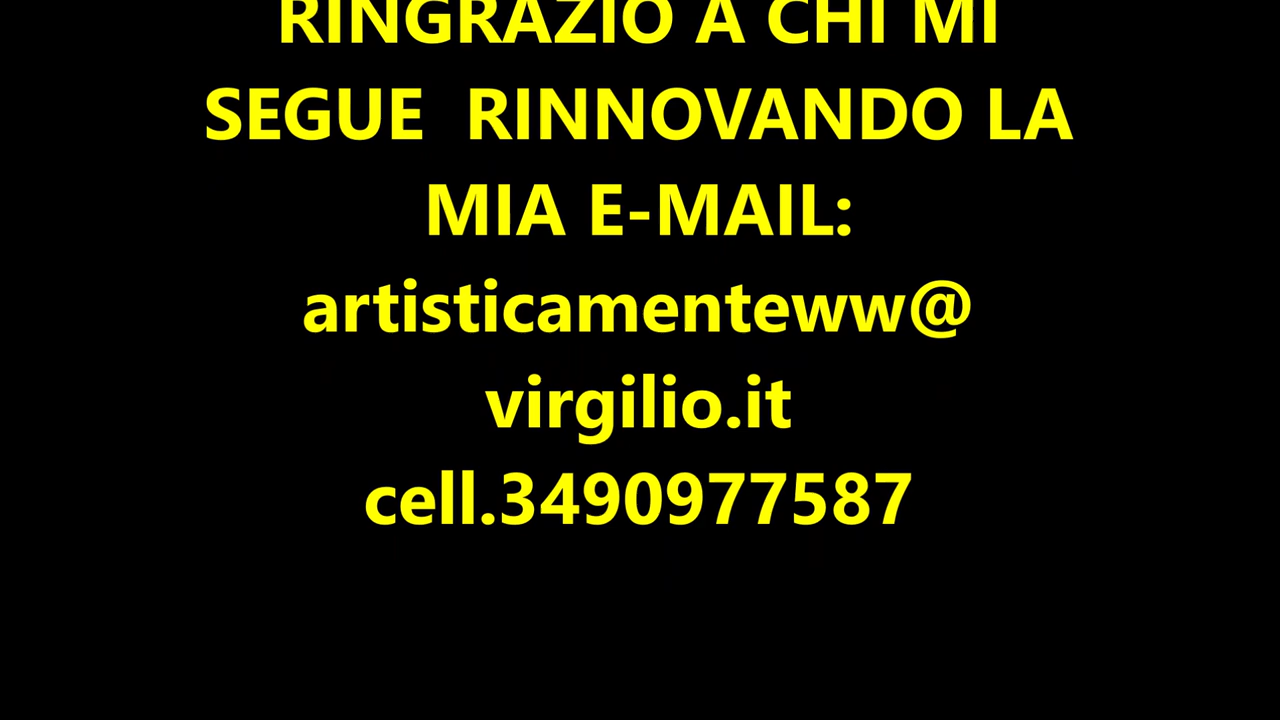 RINGRAZIO A CHI MI
SEGUE  RINNOVANDO LA
MIA E-MAIL:
artisticamenteww@
virgilio.it
cell.3490977587